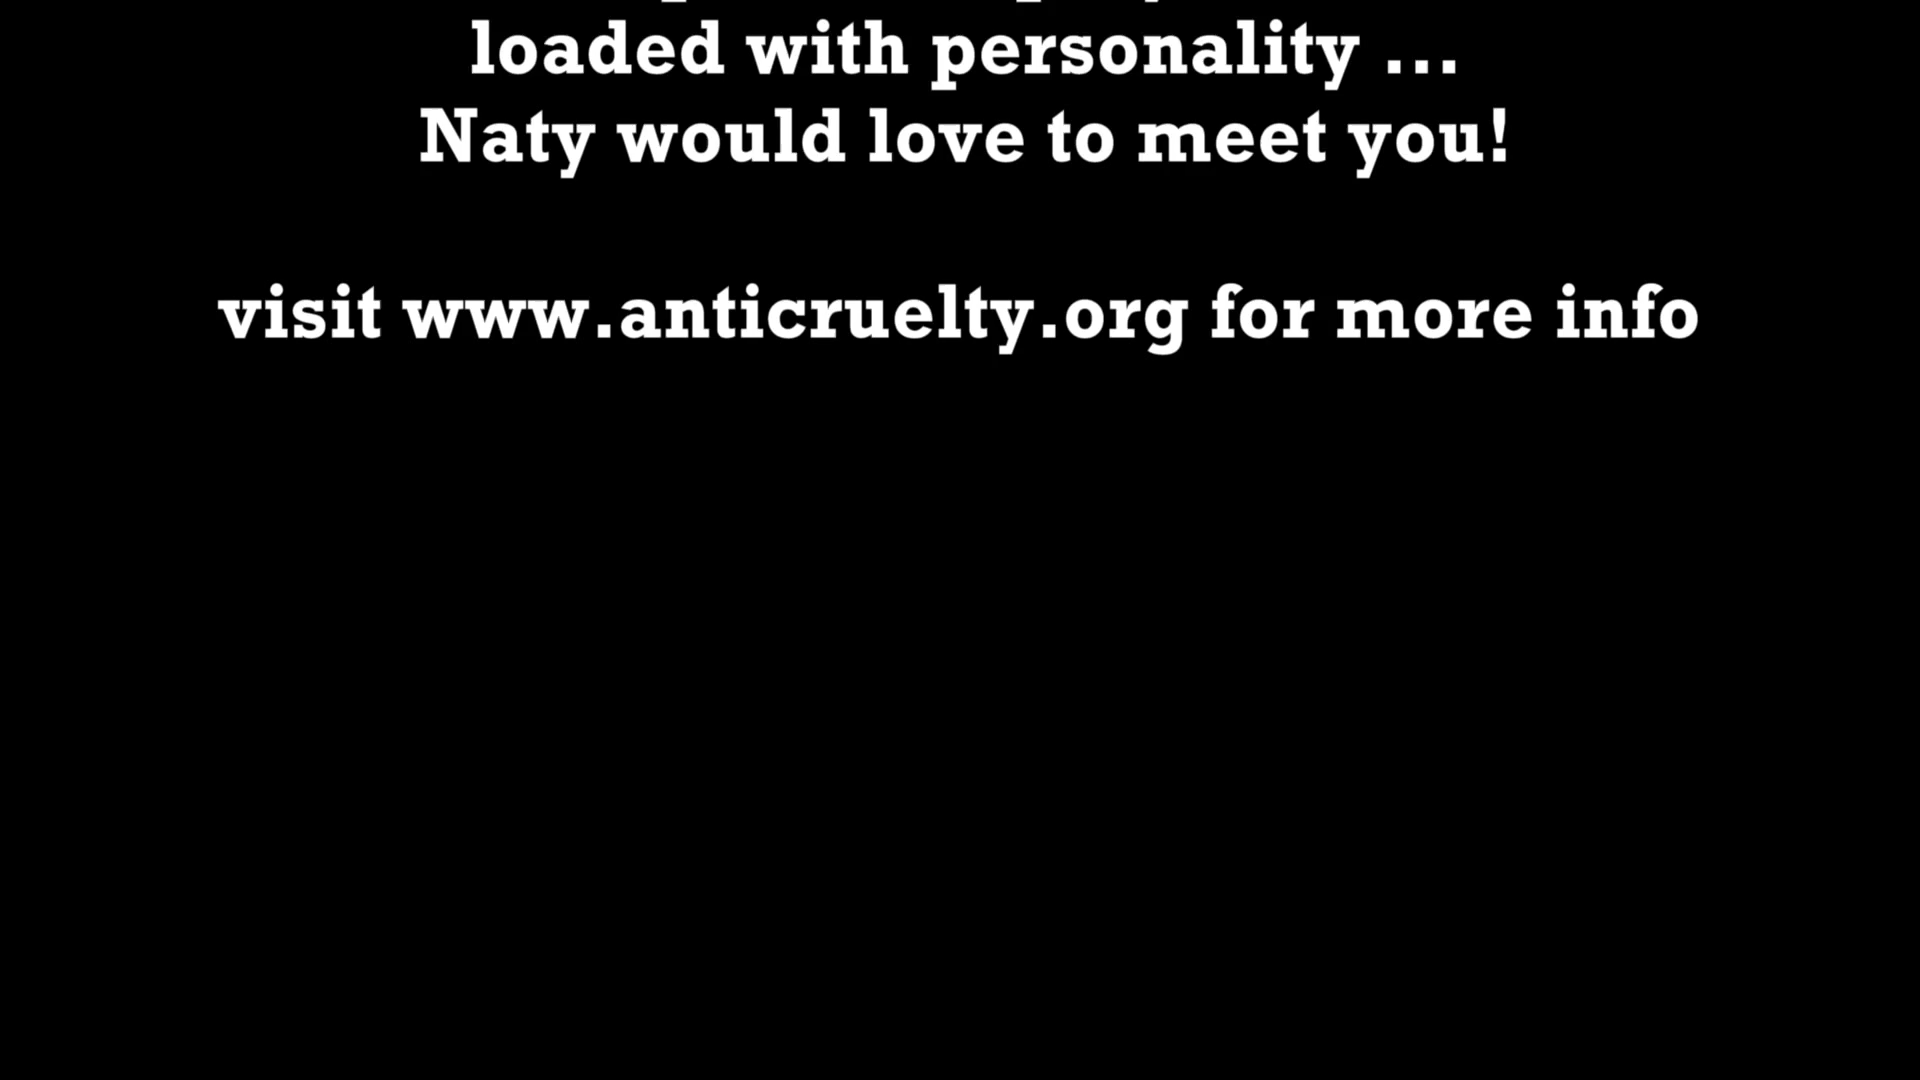 loaded with personality ...
Naty would love to meet you!
visit www.anticruelty.org for more info